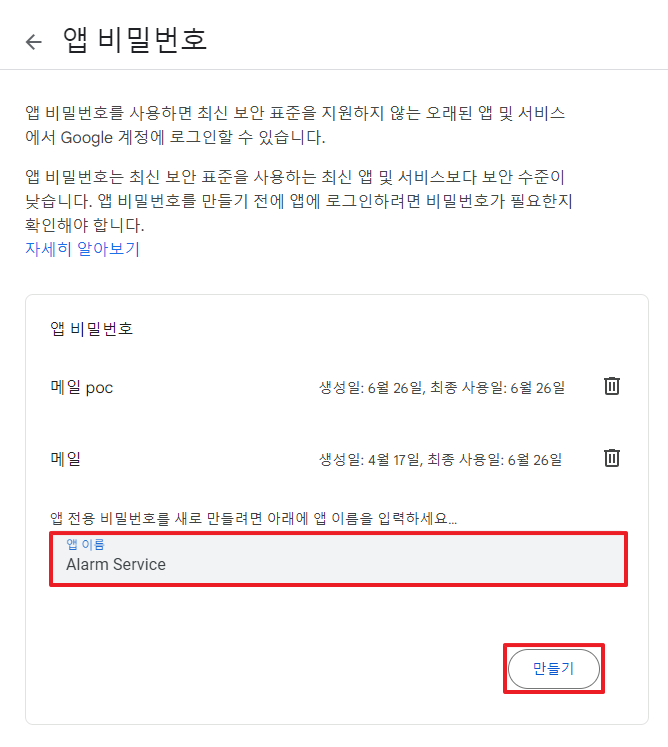 앱 비밀번호
앱 비밀번호를 사용하면 최신 보안 표준을 지원하지 않는 오래된 앱 및 서비스
에서 Google 계정에 로그인할 수 있습니다.
앱 비밀번호는 최신 보안 표준을 사용하는 최신 앱 및 서비스보다 보안 수준이
낮습니다. 앱 비밀번호를 만들기 전에 앱에 로그인하려면 비밀번호가 필요한지
확인해야 합니다.
자세히 알아보기
앱 비밀번호
메일 poc 생성일: 6월 26일, 최종 사용일: 6월 26일
메일 생성일: 4월 17일, 최종 사용일: 6월 26일
앱 전용 비밀번호를 새로 만들려면 아래에 앱 이름을 입력하세요...
앱 이름
Alarm Service
만들기